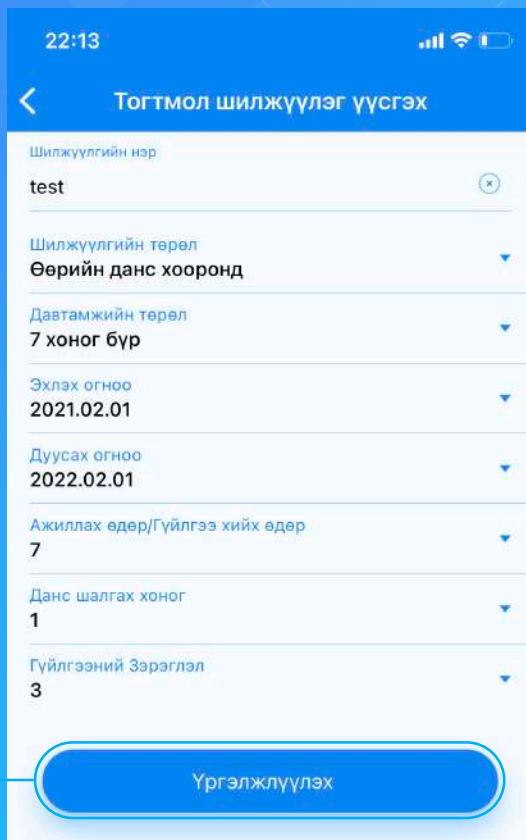 22:13
Тогтмол шилжүүлэг үүсгэх
Шилжүүлгийн нэр
test
Шилжүүлгийн төрөл
Өөрийн данс хооронд
Давтамжийн төрөл
7 хоног бүр
Эхлэх огноо
2021.02.01
Дуусах огноо
2022.02.01
Ажиллах өдөр/Гүйлгээ хийх өдөр
7
Данс шалгах хоног
1
Гүйлгээний Зэрэглэл
3
Үргэлжлүүлэх